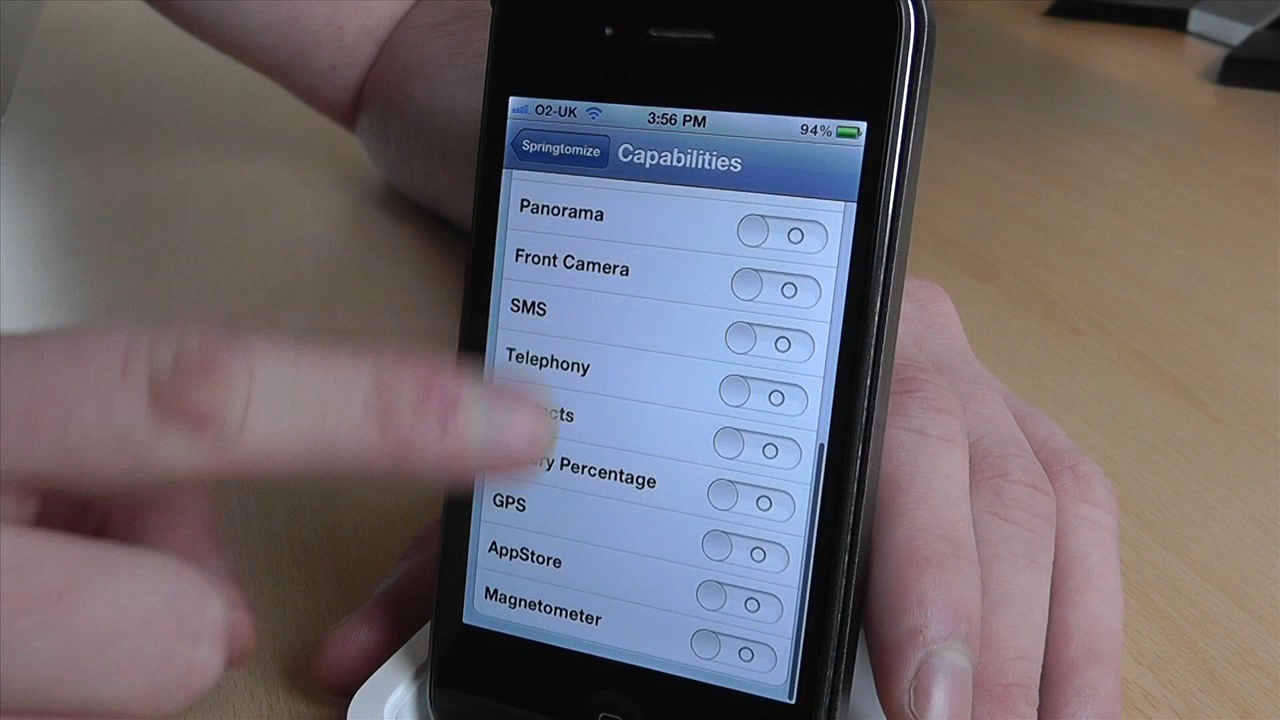 O2-UK 3:56 PM 94%
Springtomize Capabilities
Panorama
Front Camera
SMS
Telephony
Percentage
GPS
AppStore
Magnetometer